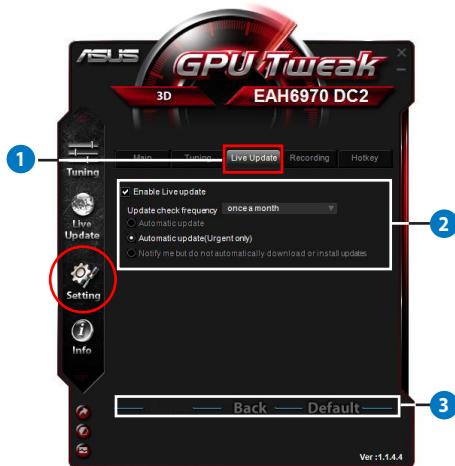 ASUS
GPU Tweak
3D
EAH6970 DC2
1
Tuning
Main Tuning Live Update Recording Hotkey
Enable Live update
Update check frequency once a month
Automatic update
Automatic update(Urgent only)
Notify me but do not automatically download or install updates
2
Live
Update
Setting
Info
Back Default
3
Ver :1.1.4.4